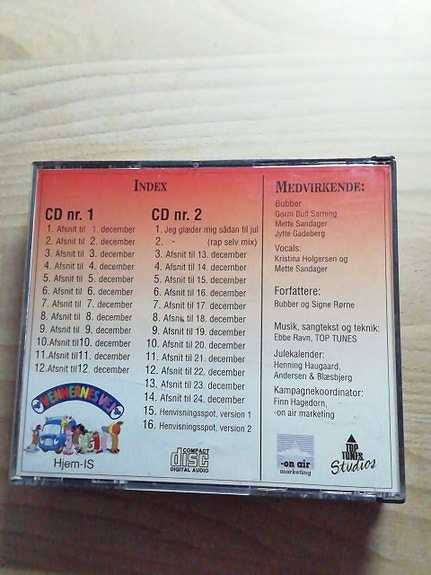 INDEX
CD nr. 1
1. Afsnit til 1. december
2. Afsnit til 2. december
3. Afsnit til 3. december
4. Afsnit til 4. december
5. Afsnit til 5. december
6. Afsnit til 6. december
7. Afsnit til 7. december
8. Afsnit til 8. december
9. Afsnit til 9. december
10.Afsnit til10. december
11.Afsnit til11. december
12.Afsnit til12. december
VENNERNES VEJ
Hjem-IS
CD nr. 2
1. Jeg glæder mig sådan til jul
2. - (rap selv mix)
3. Afsnit til 13. december
4. Afsnit til 14. december
5. Afsnit til 15. december
6. Afsnit til 16. december
7. Afsnit til 17. december
8. Afsnit til 18. december
9. Afsnit til 19. december
10. Afsnit til 20. december
11. Afsnit til 21. december
12. Afsnit til 22. december
13. Afsnit til 23. december
14. Afsnit til 24. december
15. Henvisningsspot, version 1
16. Henvisningsspot, version 2
COMPACT
disc
DIGITAL AUDIO
MEDVIRKENDE:
Bubber
Gorm Bull Sarning
Mette Sandager
Jytte Gadeberg
Vocals:
Kristina Holgersen og
Mette Sandager
Forfattere:
Bubber og Signe Rørne
Musik, sangtekst og teknik:
Ebbe Ravn, TOP TUNES
Julekalender:
Henning Haugaard,
Andersen & Blæsbjerg
Kampagnekoordinator:
Finn Hagedorn,
-on air marketing
-on air
marketing
TOP
TUNES
Studios